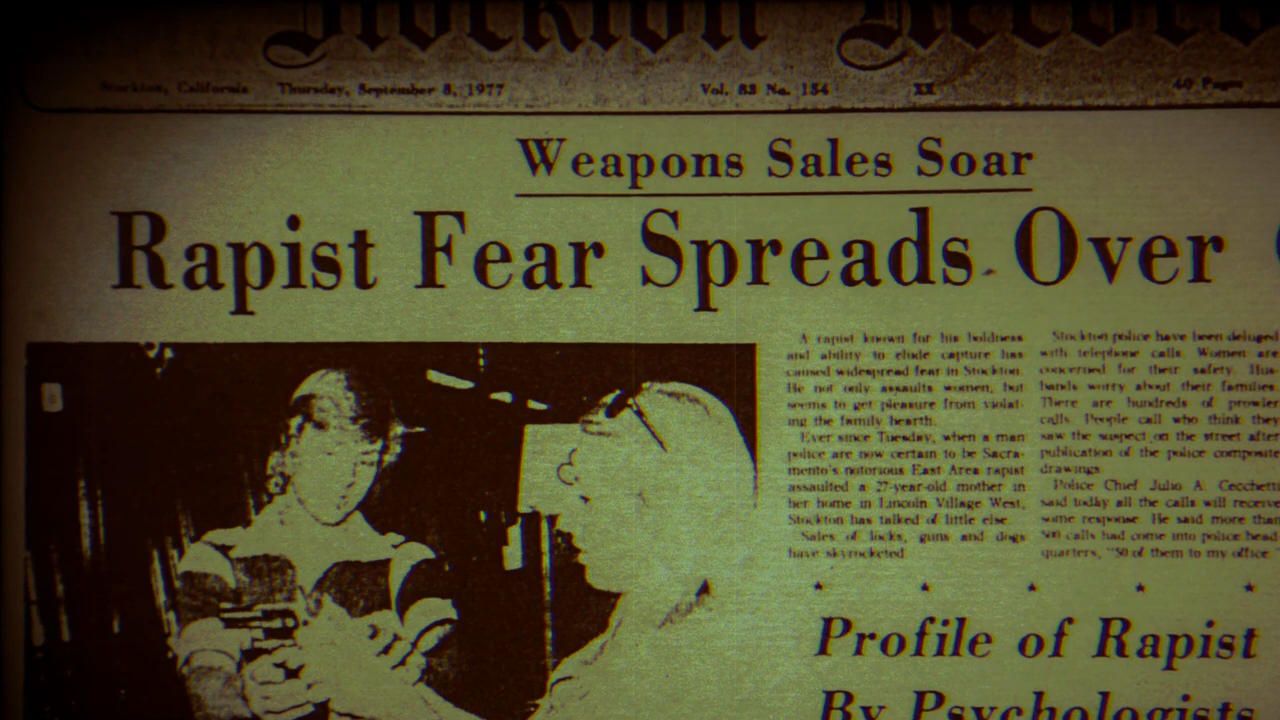 Stockton Record
Stockton, California Thursday, September 8, 1977 Vol. 83 No. 154 XX 40 Pages
Weapons Sales Soar
Rapist Fear Spreads Over
A rapist known for his boldness
and ability to elude capture has
caused widespread fear in Stockton.
He not only assaults women, but
seems to get pleasure from violat-
ing the family hearth.
Ever since Tuesday, when a man
police are now certain to be Sacra-
mento's notorious East Area rapist
assaulted a 27-year-old mother in
her home in Lincoln Village West,
Stockton has talked of little else.
Sales of locks, guns and dogs
have skyrocketed.
Stockton police have been deluged
with telephone calls. Women are
concerned for their safety. Hus-
bands worry about their families.
There are hundreds of prowler
calls. People call who think they
saw the suspect on the street after
publication of the police composite
drawings.
Police Chief Julio A. Cecchetti
said today all the calls will receive
some response. He said more than
500 calls had come into police head-
quarters, "50 of them to my office.
Profile of Rapist
By Psychologists